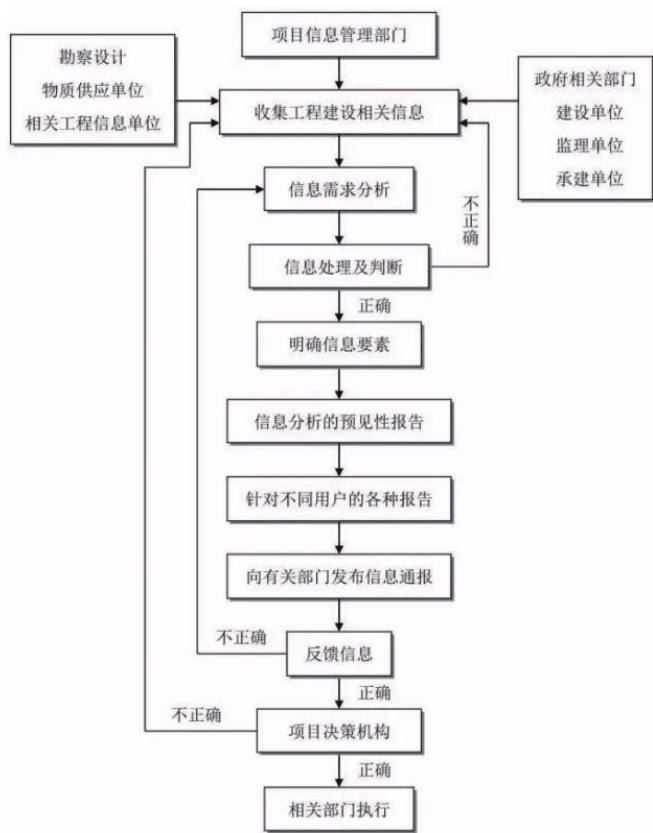 项目信息管理部门
勘察设计
物质供应单位
相关工程信息单位
政府相关部门
建设单位
监理单位
承建单位
收集工程建设相关信息
信息需求分析
不正确
信息处理及判断
正确
明确信息要素
信息分析的预见性报告
针对不同用户的各种报告
向有关部门发布信息通报
不正确
反馈信息
正确
不正确
项目决策机构
正确
相关部门执行